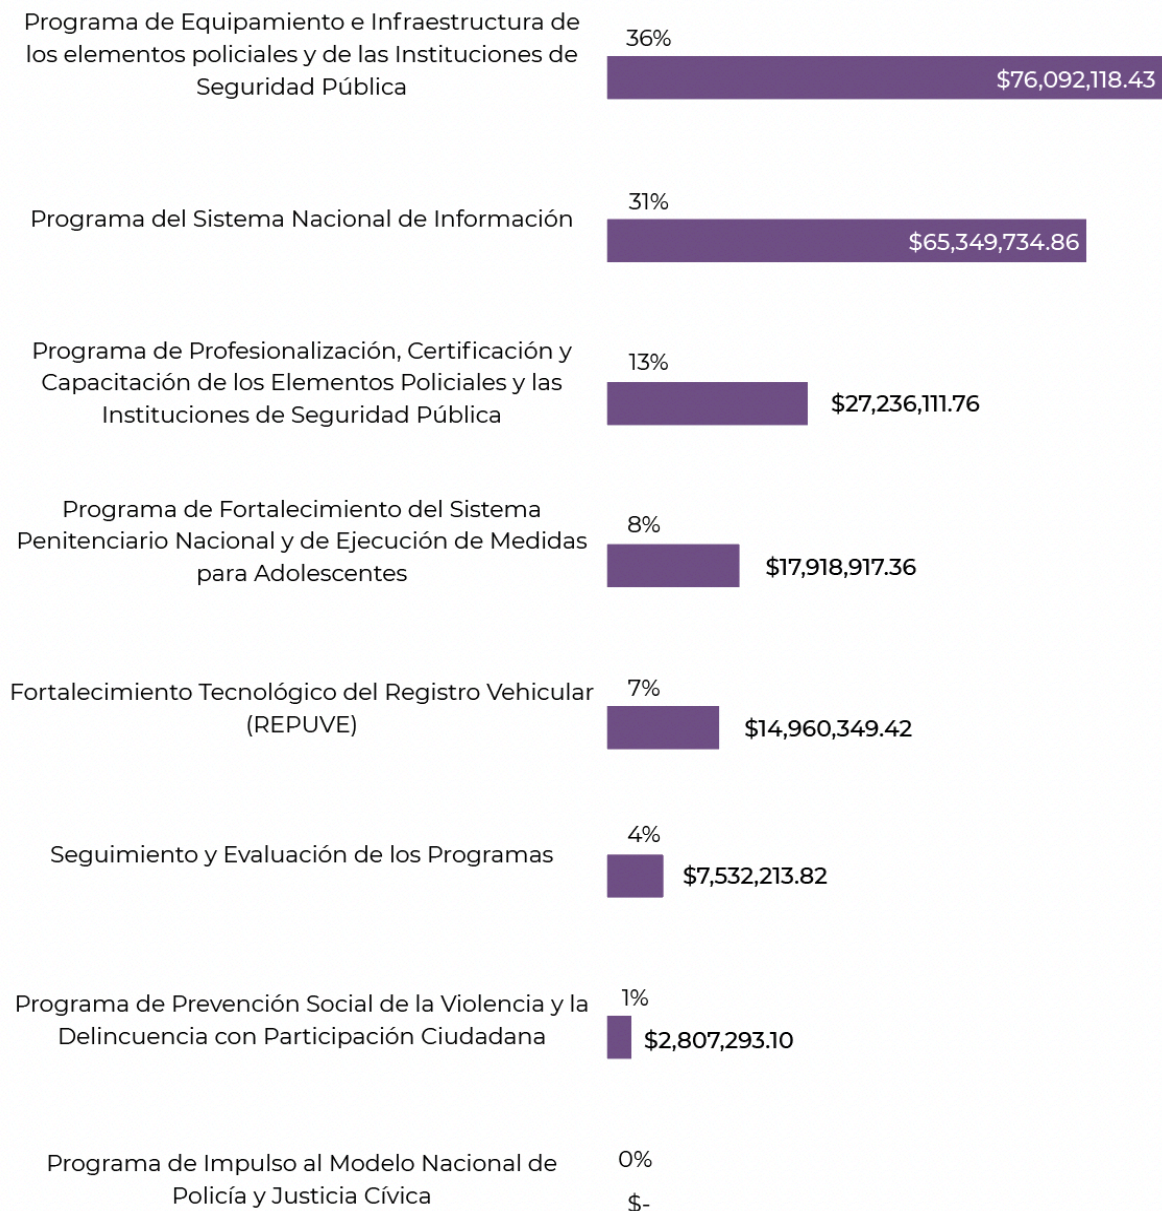 Programa de Equipamiento e Infraestructura de
los elementos policiales y de las Instituciones de
Seguridad Pública
36%
$76,092,118.43
Programa del Sistema Nacional de Información
31%
$65,349,734.86
Programa de Profesionalización, Certificación y
Capacitación de los Elementos Policiales y las
Instituciones de Seguridad Pública
13%
$27,236,111.76
Programa de Fortalecimiento del Sistema
Penitenciario Nacional y de Ejecución de Medidas
para Adolescentes
8%
$17,918,917.36
Fortalecimiento Tecnológico del Registro Vehicular
(REPUVE)
7%
$14,960,349.42
Seguimiento y Evaluación de los Programas
4%
$7,532,213.82
Programa de Prevención Social de la Violencia y la
Delincuencia con Participación Ciudadana
1%
$2,807,293.10
Programa de Impulso al Modelo Nacional de
Policía y Justicia Cívica
0%
$-